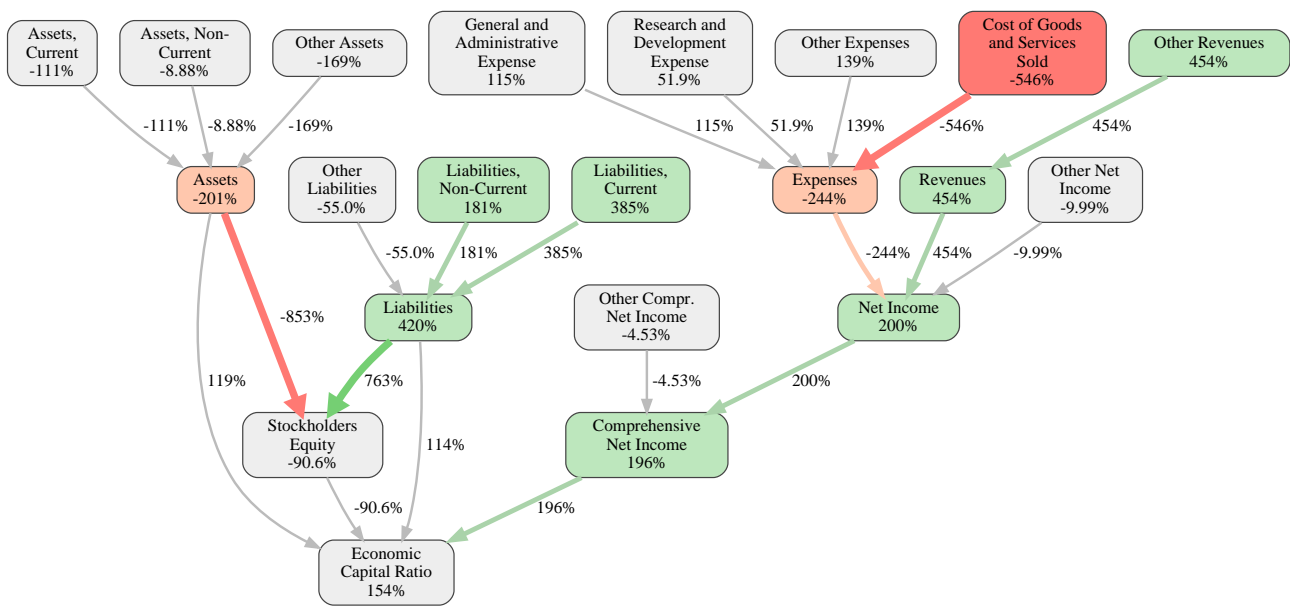 Assets,
Current
-111%
Assets, Non-
Current
-8.88%
Other Assets
-169%
General and
Administrative
Expense
115%
Research and
Development
Expense
51.9%
Other Expenses
139%
Cost of Goods
and Services
Sold
-546%
Other Revenues
454%
-111%
-8.88%
-169%
115%
51.9%
139%
-546%
454%
Assets
-201%
Other
Liabilities
-55.0%
Liabilities,
Non-Current
181%
Liabilities,
Current
385%
Expenses
-244%
Revenues
454%
Other Net
Income
-9.99%
-55.0%
181%
385%
-244%
454%
-9.99%
-853%
Liabilities
420%
Other Compr.
Net Income
-4.53%
Net Income
200%
119%
763%
-4.53%
200%
Stockholders
Equity
-90.6%
114%
Comprehensive
Net Income
196%
-90.6%
196%
Economic
Capital Ratio
154%